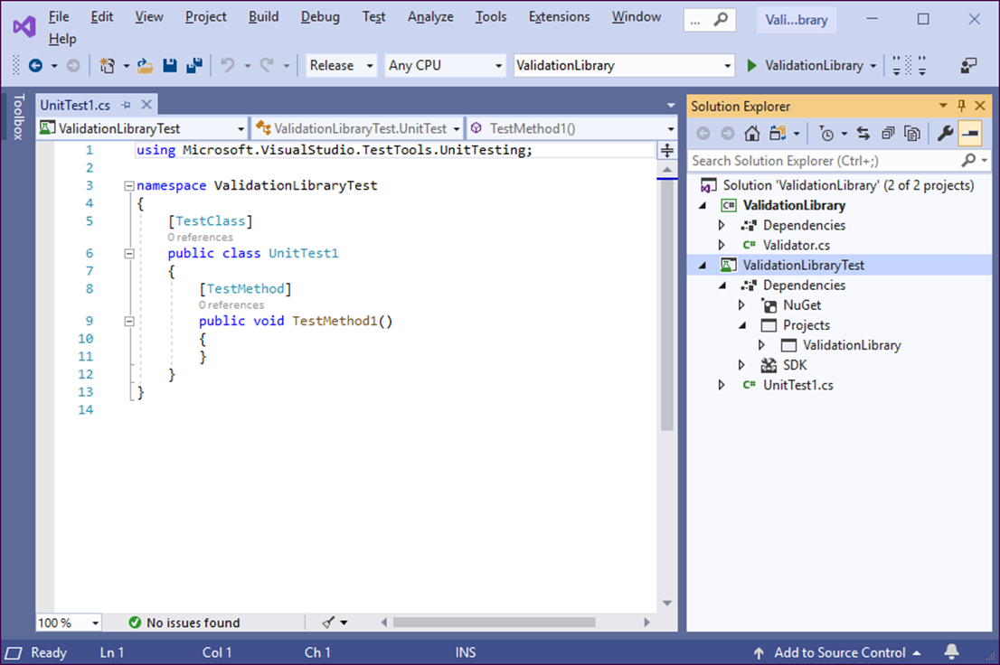 File Edit View Project Build Debug Test Analyze Tools Extensions Window ... Vali...brary
Help
Release Any CPU ValidationLibrary ValidationLibrary
Toolbox
UnitTest1.cs
ValidationLibraryTest ValidationLibraryTest.UnitTest TestMethod1()
1 using Microsoft.VisualStudio.TestTools.UnitTesting;
2
3 namespace ValidationLibraryTest
4 {
5 [TestClass]
0 references
6 public class UnitTest1
7 {
8 [TestMethod]
0 references
9 public void TestMethod1()
10 {
11 }
12 }
13 }
14
100 % No issues found
Solution Explorer
Search Solution Explorer (Ctrl+;)
Solution 'ValidationLibrary' (2 of 2 projects)
C# ValidationLibrary
Dependencies
C# Validator.cs
ValidationLibraryTest
Dependencies
NuGet
Projects
ValidationLibrary
SDK
C# UnitTest1.cs
Ready Ln 1 Col 1 Ch 1 INS Add to Source Control